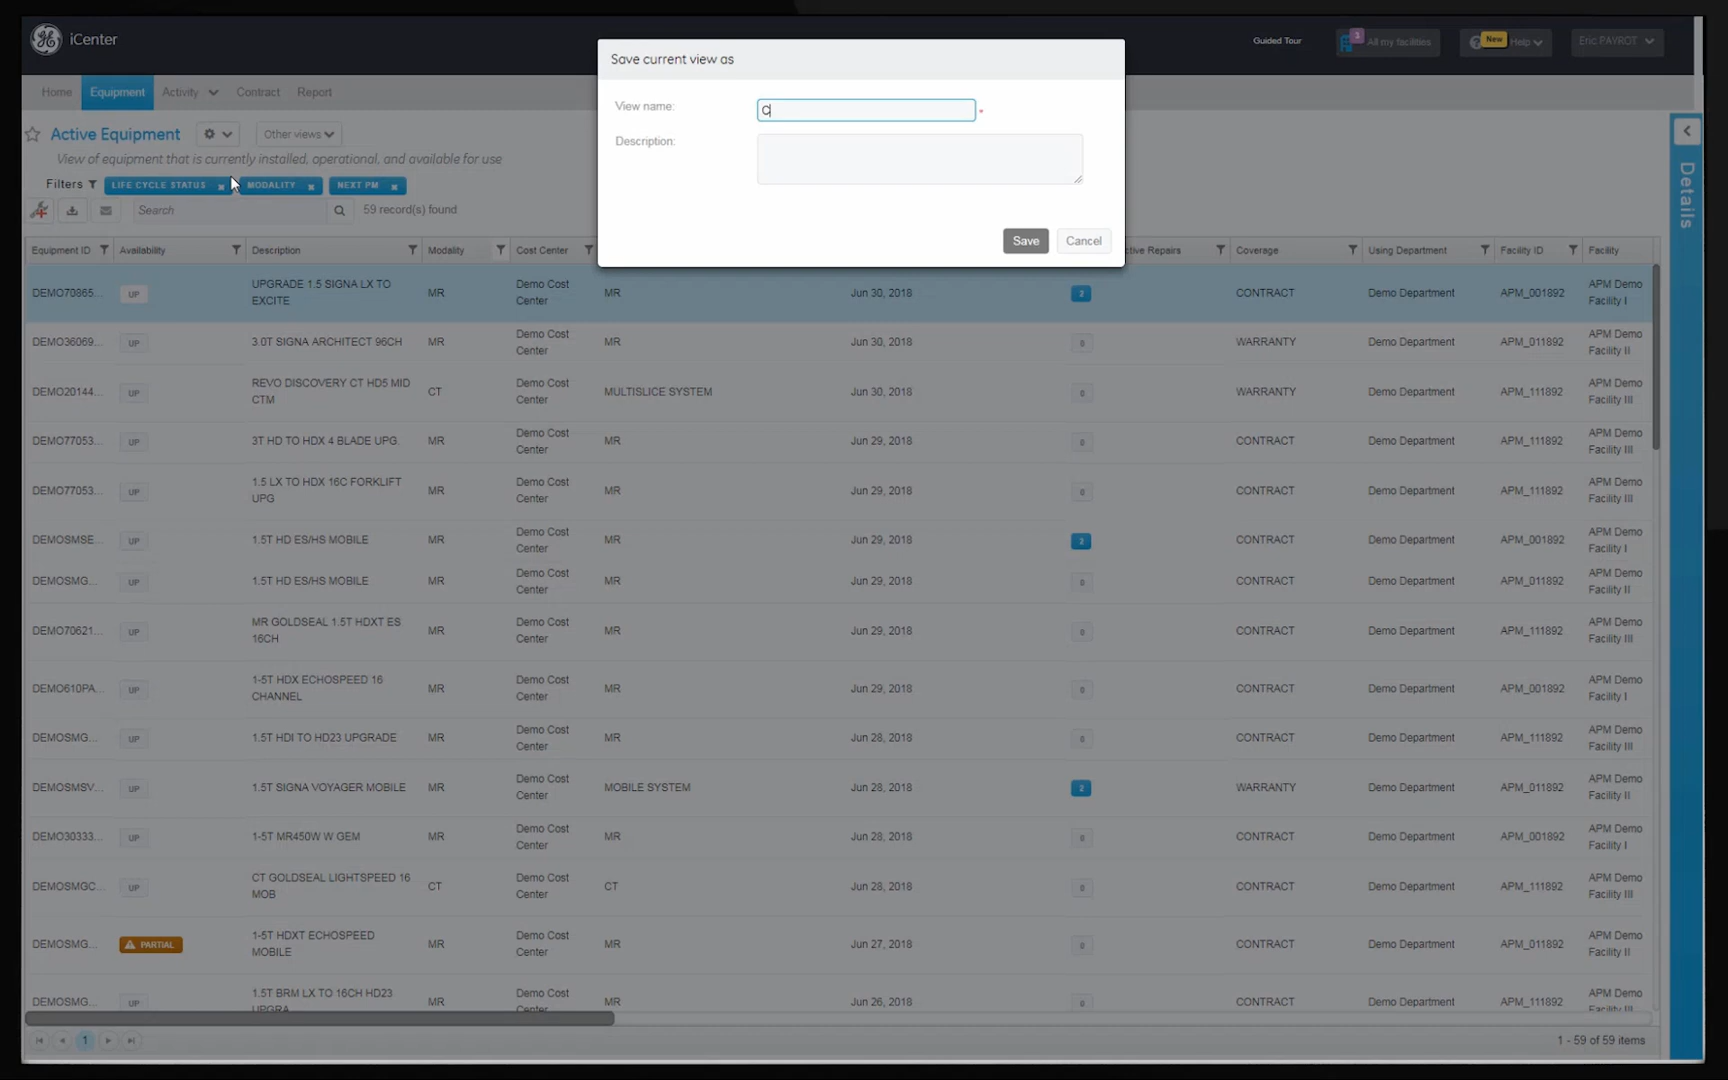 iCenter
Guided Tour
3
All my facilities
New
Help
Eric PAYROT
Home
Equipment
Activity
Contract
Report
Save current view as
View name:
C
*
Description:
Save
Cancel
Active Equipment
Other views
View of equipment that is currently installed, operational, and available for use
Filters
LIFE CYCLE STATUS x
MODALITY x
NEXT PM x
Search
59 record(s) found
Details
Equipment ID Availability Description Modality Cost Center tive Repairs Coverage Using Department Facility ID Facility
DEMO70865... UP UPGRADE 1.5 SIGNA LX TO EXCITE MR Demo Cost Center MR Jun 30, 2018 2 CONTRACT Demo Department APM_001892 APM Demo Facility I
DEMO36069... UP 3.0T SIGNA ARCHITECT 96CH MR Demo Cost Center MR Jun 30, 2018 0 WARRANTY Demo Department APM_011892 APM Demo Facility II
DEMO20144... UP REVO DISCOVERY CT HD5 MID CTM CT Demo Cost Center MULTISLICE SYSTEM Jun 30, 2018 0 WARRANTY Demo Department APM_111892 APM Demo Facility III
DEMO77053... UP 3T HD TO HDX 4 BLADE UPG. MR Demo Cost Center MR Jun 29, 2018 0 CONTRACT Demo Department APM_111892 APM Demo Facility III
DEMO77053... UP 1.5 LX TO HDX 16C FORKLIFT UPG MR Demo Cost Center MR Jun 29, 2018 0 CONTRACT Demo Department APM_111892 APM Demo Facility III
DEMOSMSE... UP 1.5T HD ES/HS MOBILE MR Demo Cost Center MR Jun 29, 2018 2 CONTRACT Demo Department APM_001892 APM Demo Facility I
DEMOSMG... UP 1.5T HD ES/HS MOBILE MR Demo Cost Center MR Jun 29, 2018 0 CONTRACT Demo Department APM_011892 APM Demo Facility II
DEMO70621... UP MR GOLDSEAL 1.5T HDXT ES 16CH MR Demo Cost Center MR Jun 29, 2018 0 CONTRACT Demo Department APM_111892 APM Demo Facility III
DEMO610PA... UP 1-5T HDX ECHOSPEED 16 CHANNEL MR Demo Cost Center MR Jun 29, 2018 0 CONTRACT Demo Department APM_001892 APM Demo Facility I
DEMOSMG... UP 1.5T HDI TO HD23 UPGRADE MR Demo Cost Center MR Jun 28, 2018 0 CONTRACT Demo Department APM_111892 APM Demo Facility III
DEMOSMSV... UP 1.5T SIGNA VOYAGER MOBILE MR Demo Cost Center MOBILE SYSTEM Jun 28, 2018 2 WARRANTY Demo Department APM_011892 APM Demo Facility II
DEMO30333... UP 1-5T MR450W W GEM MR Demo Cost Center MR Jun 28, 2018 0 CONTRACT Demo Department APM_001892 APM Demo Facility I
DEMOSMGC... UP CT GOLDSEAL LIGHTSPEED 16 MOB CT Demo Cost Center CT Jun 28, 2018 0 CONTRACT Demo Department APM_111892 APM Demo Facility III
DEMOSMG... PARTIAL 1-5T HDXT ECHOSPEED MOBILE MR Demo Cost Center MR Jun 27, 2018 0 CONTRACT Demo Department APM_011892 APM Demo Facility II
DEMOSMG... UP 1.5T BRM LX TO 16CH HD23 UPGRA MR Demo Cost Center MR Jun 26, 2018 0 CONTRACT Demo Department APM_111892 APM Demo Facility III
1
1 - 59 of 59 items